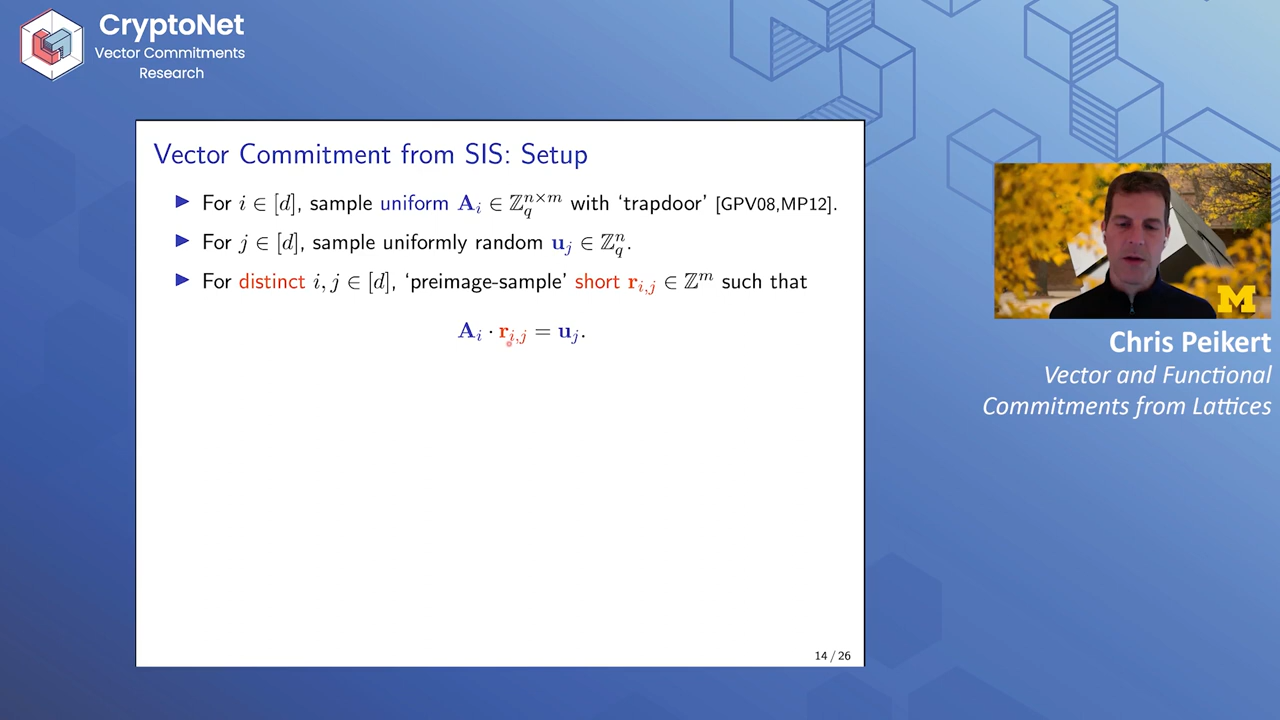 CryptoNet
Vector Commitments
Research
Vector Commitment from SIS: Setup
▶ For i ∈ [d], sample uniform A_i ∈ ℤ_q^{n×m} with ‘trapdoor’ [GPV08,MP12].
▶ For j ∈ [d], sample uniformly random u_j ∈ ℤ_q^n.
▶ For distinct i, j ∈ [d], ‘preimage-sample’ short r_{i,j} ∈ ℤ^m such that
A_i · r_{i,j} = u_j.
14 / 26
M
Chris Peikert
Vector and Functional
Commitments from Lattices